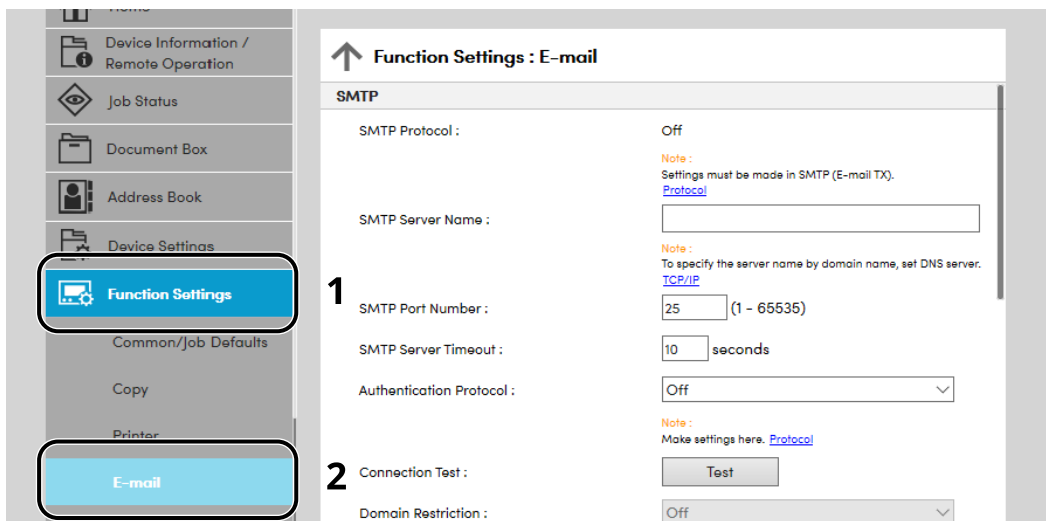 Home
Device Information /
Remote Operation
Job Status
Document Box
Address Book
Device Settings
Function Settings
1
Common/Job Defaults
Copy
Printer
E-mail
2
Function Settings : E-mail
SMTP
SMTP Protocol :
Off
Note :
Settings must be made in SMTP (E-mail TX).
Protocol
SMTP Server Name :
Note :
To specify the server name by domain name, set DNS server.
TCP/IP
SMTP Port Number :
25 (1 - 65535)
SMTP Server Timeout :
10 seconds
Authentication Protocol :
Off
Note :
Make settings here. Protocol
Connection Test :
Test
Domain Restriction :
Off